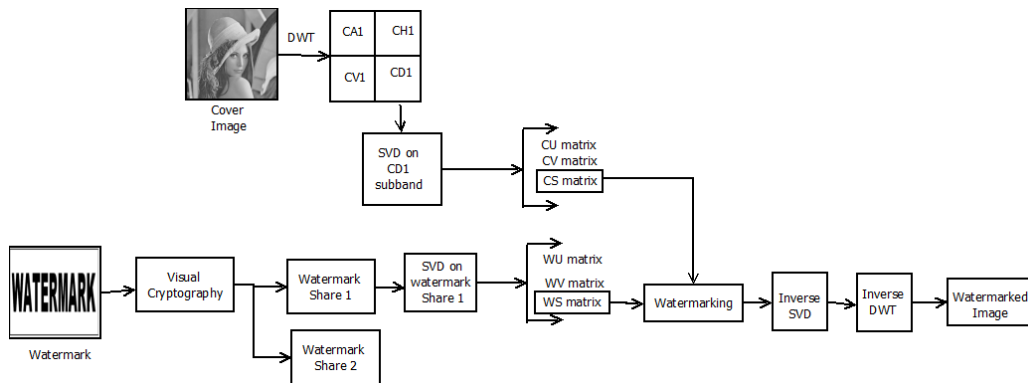 DWT
CA1
CH1
CV1
CD1
Cover
Image
SVD on
CD1
subband
CU matrix
CV matrix
CS matrix
WATERMARK
Watermark
Visual
Cryptography
Watermark
Share 1
Watermark
Share 2
SVD on
watermark
Share 1
WU matrix
WV matrix
WS matrix
Watermarking
Inverse
SVD
Inverse
DWT
Watermarked
Image